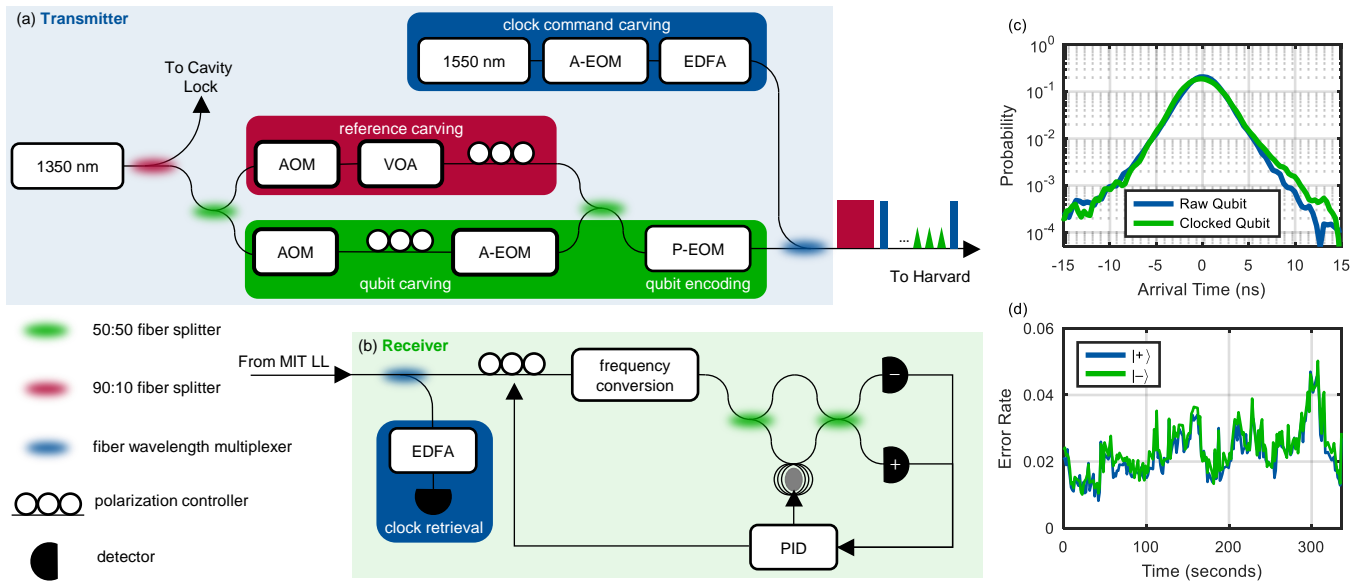 (a) Transmitter
clock command carving
1550 nm
A-EOM
EDFA
To Cavity
Lock
reference carving
1350 nm
AOM
VOA
AOM
A-EOM
P-EOM
qubit carving
qubit encoding
...
To Harvard
50:50 fiber splitter
90:10 fiber splitter
fiber wavelength multiplexer
polarization controller
detector
(b) Receiver
From MIT LL
frequency
conversion
−
+
EDFA
clock retrieval
PID
(c)
10^0
10^-1
10^-2
10^-3
10^-4
Probability
Raw Qubit
Clocked Qubit
-15 -10 -5 0 5 10 15
Arrival Time (ns)
(d)
0.06
0.04
0.02
0
Error Rate
|+⟩
|−⟩
0 100 200 300
Time (seconds)